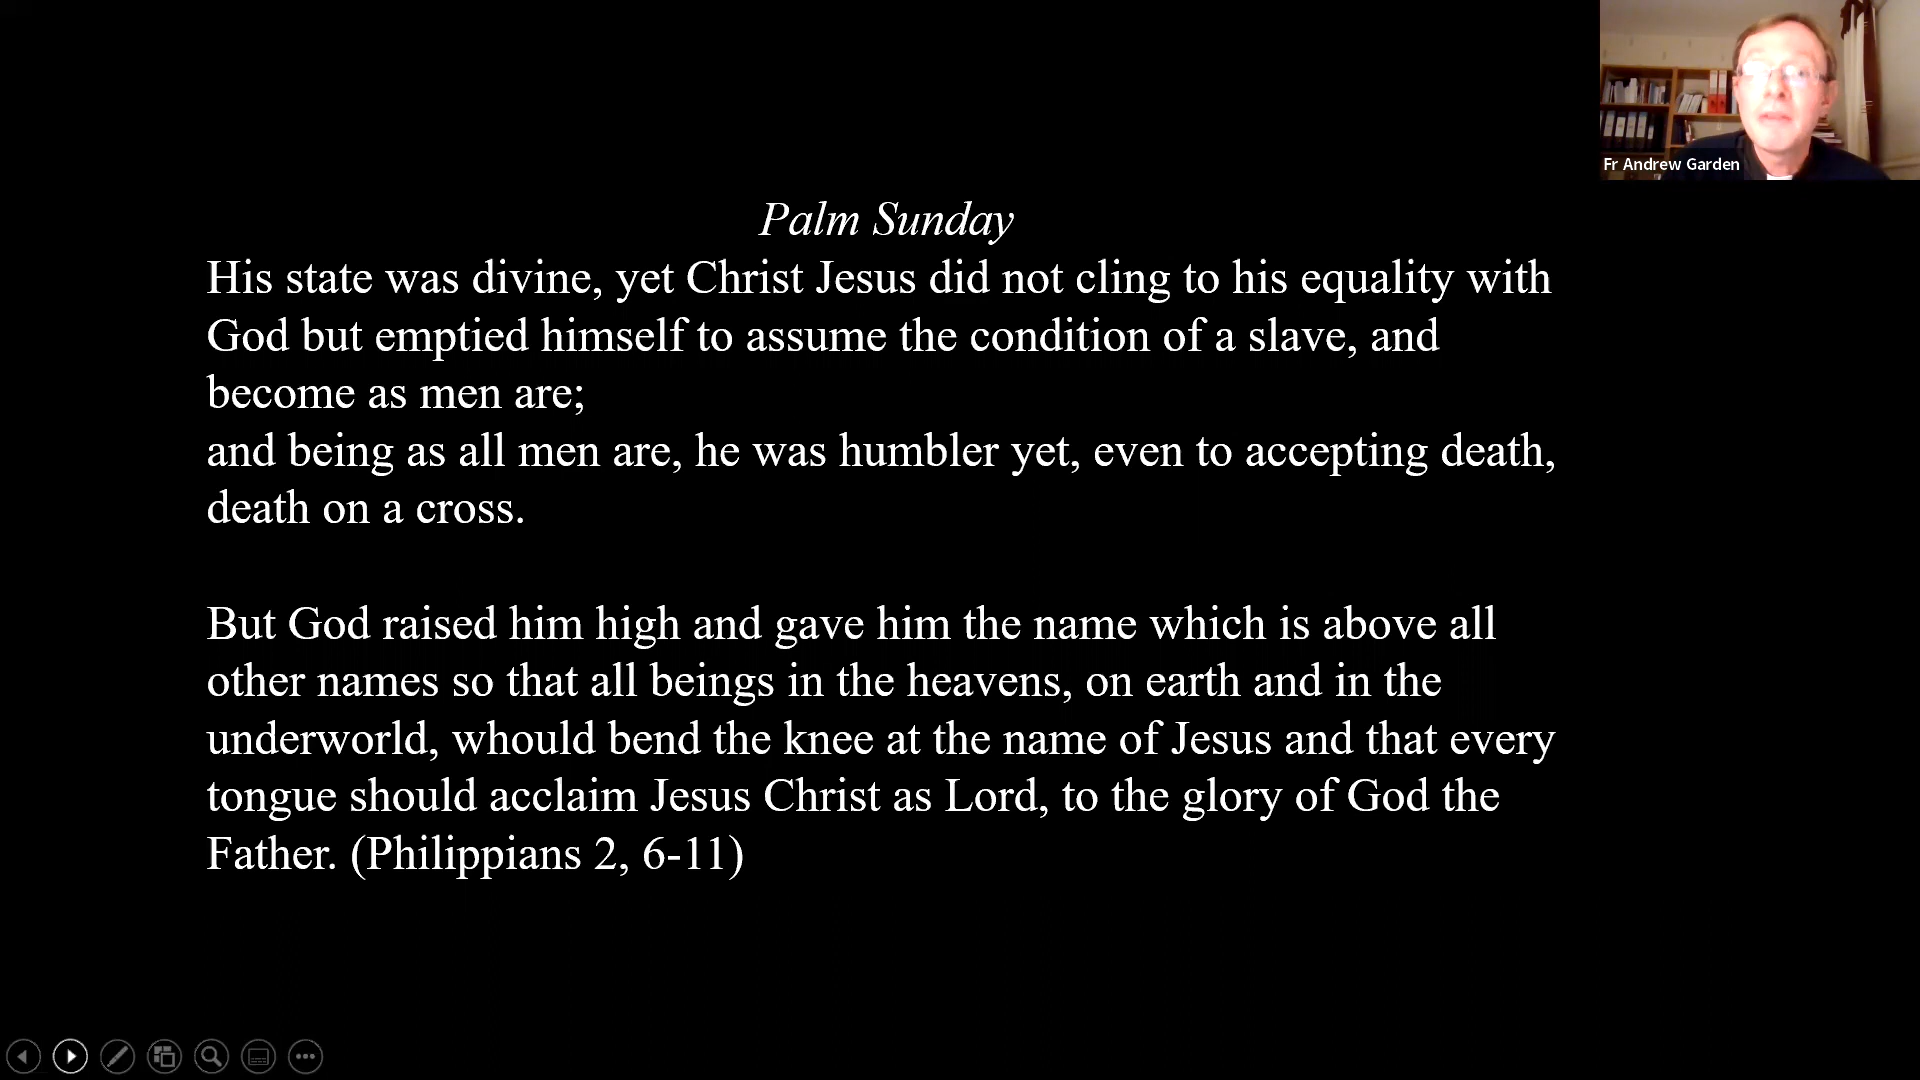 Fr Andrew Garden
Palm Sunday
His state was divine, yet Christ Jesus did not cling to his equality with
God but emptied himself to assume the condition of a slave, and
become as men are;
and being as all men are, he was humbler yet, even to accepting death,
death on a cross.
But God raised him high and gave him the name which is above all
other names so that all beings in the heavens, on earth and in the
underworld, whould bend the knee at the name of Jesus and that every
tongue should acclaim Jesus Christ as Lord, to the glory of God the
Father. (Philippians 2, 6-11)